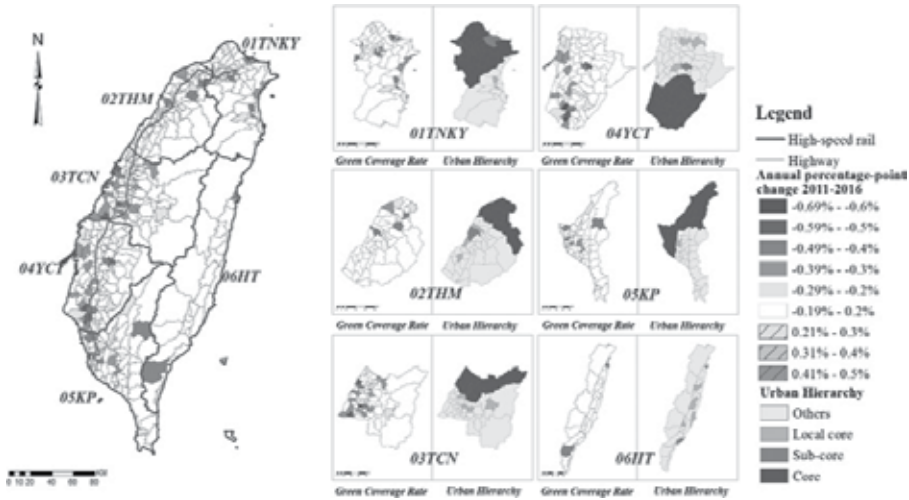 N
01TNKY
02THM
03TCN
04YCT
06HT
05KP
01TNKY
Green Coverage Rate
Urban Hierarchy
04YCT
Green Coverage Rate
Urban Hierarchy
02THM
Green Coverage Rate
Urban Hierarchy
05KP
Green Coverage Rate
Urban Hierarchy
03TCN
Green Coverage Rate
Urban Hierarchy
06HT
Green Coverage Rate
Urban Hierarchy
Legend
High-speed rail
Highway
Annual percentage-point
change 2011-2016
-0.69% - -0.6%
-0.59% - -0.5%
-0.49% - -0.4%
-0.39% - -0.3%
-0.29% - -0.2%
-0.19% - 0.2%
0.21% - 0.3%
0.31% - 0.4%
0.41% - 0.5%
Urban Hierarchy
Others
Local core
Sub-core
Core